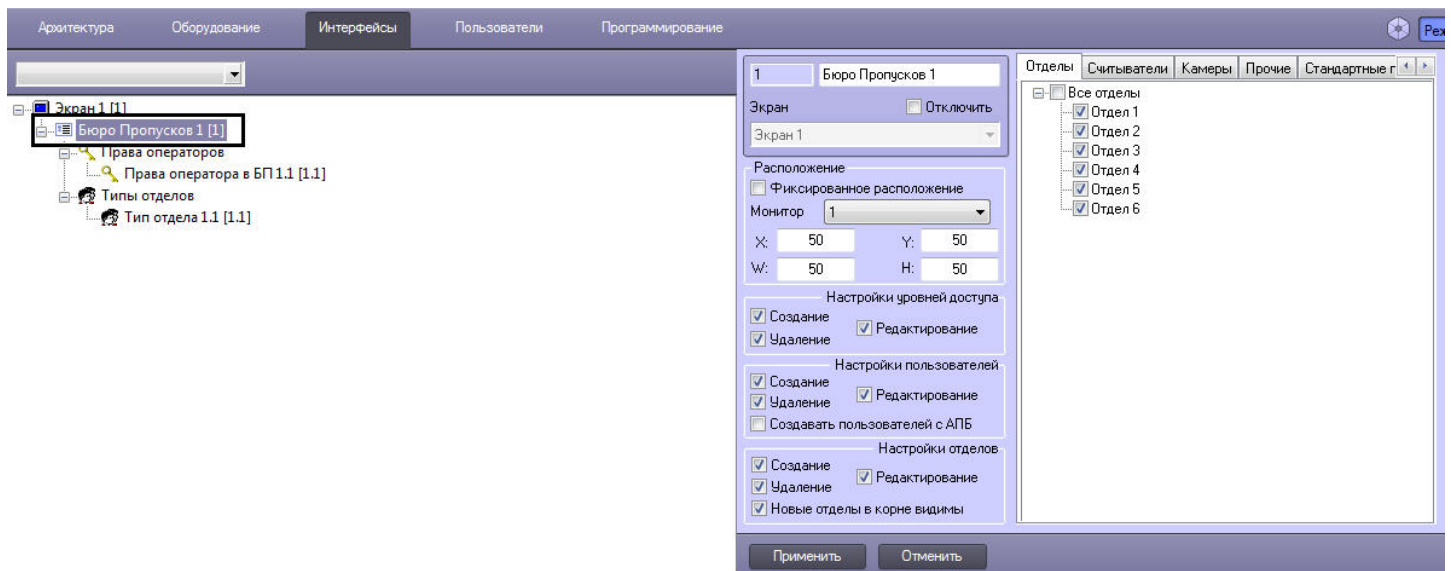 Архитектура Оборудование Интерфейсы Пользователи Программирование
Экран 1 [1]
Бюро Пропусков 1 [1]
Права операторов
Права оператора в БП 1.1 [1.1]
Типы отделов
Тип отдела 1.1 [1.1]
1 Бюро Пропусков 1
Экран Отключить
Экран 1
Расположение
Фиксированное расположение
Монитор 1
X: 50 Y: 50
W: 50 H: 50
Настройки уровней доступа
Создание
Редактирование
Удаление
Настройки пользователей
Создание
Редактирование
Удаление
Создавать пользователей с АПБ
Настройки отделов
Создание
Редактирование
Удаление
Новые отделы в корне видимы
Применить Отменить
Отделы Считыватели Камеры Прочие Стандартные г
Все отделы
Отдел 1
Отдел 2
Отдел 3
Отдел 4
Отдел 5
Отдел 6